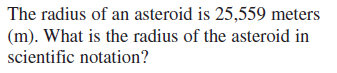 The radius of an asteroid is 25,559 meters
(m). What is the radius of the asteroid in
scientific notation?